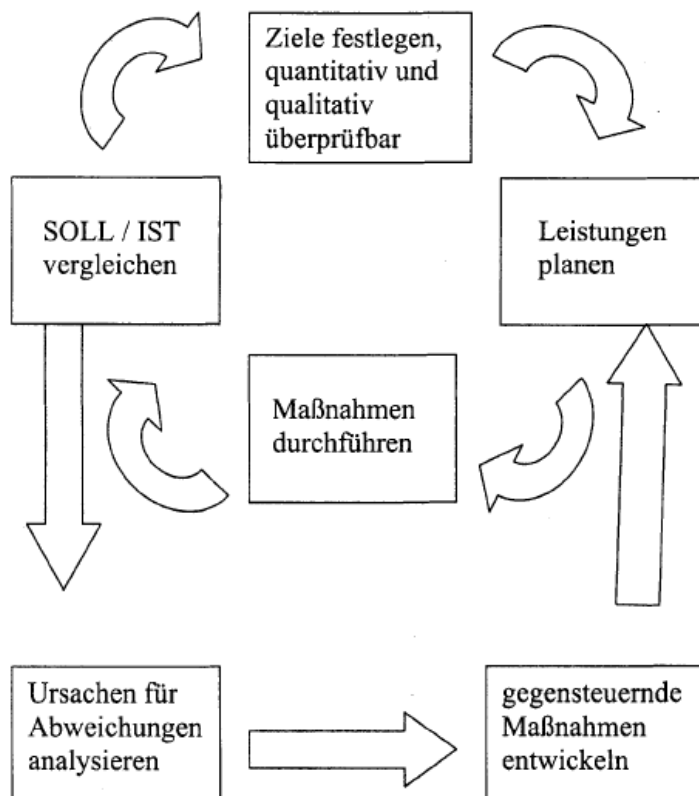 Ziele festlegen,
quantitativ und
qualitativ
überprüfbar
SOLL / IST
vergleichen
Leistungen
planen
Maßnahmen
durchführen
Ursachen für
Abweichungen
analysieren
gegensteuernde
Maßnahmen
entwickeln